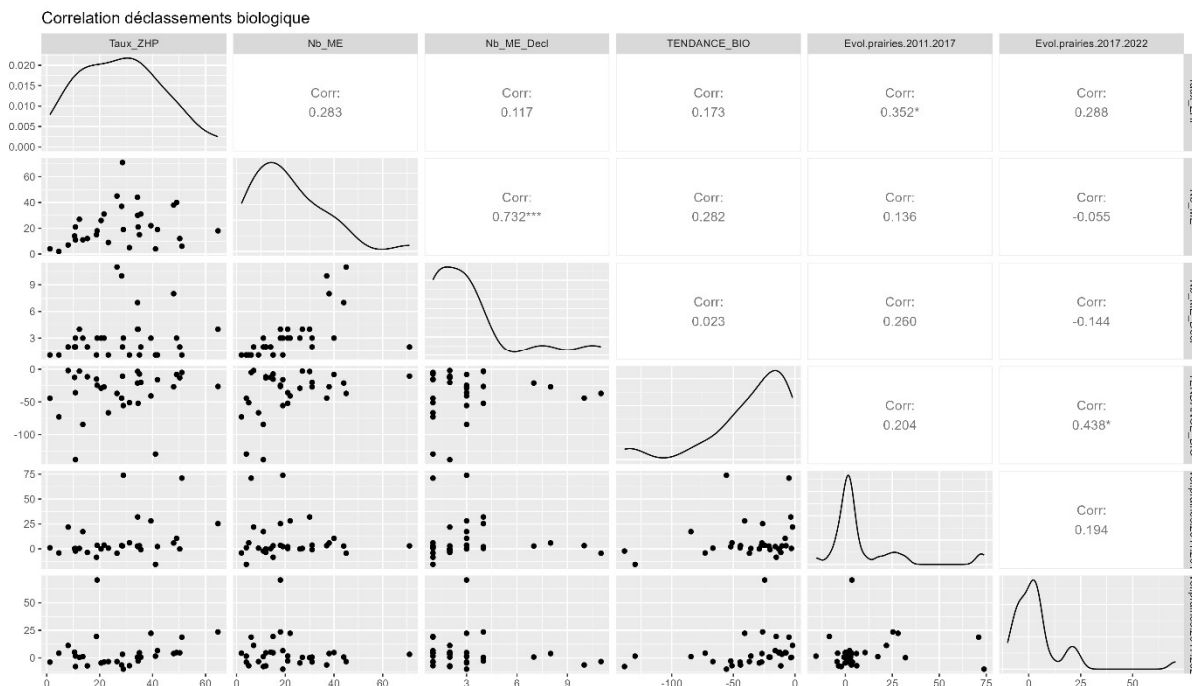 Correlation déclassements biologique
Taux_ZHP Nb_ME Nb_ME_Decl TENDANCE_BIO Evol.prairies.2011.2017 Evol.prairies.2017.2022
0.020
0.015
0.010
0.005
0.000
Corr: Corr: Corr: Corr: Corr:
0.283 0.117 0.173 0.352* 0.288
60
40
20
0
Corr: Corr: Corr: Corr:
0.732*** 0.282 0.136 -0.055
9
6
3
Corr: Corr: Corr:
0.023 0.260 -0.144
0
-50
-100
Corr: Corr:
0.204 0.438*
75
50
25
0
Corr:
0.194
50
25
0
0 20 40 60 0 20 40 60 3 6 9 -100 -50 0 0 25 50 75 0 25 50